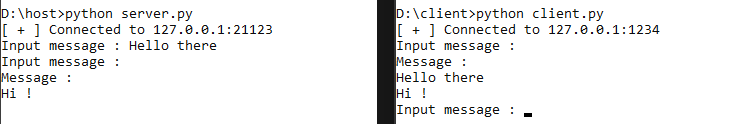 D:\host>python server.py
[ + ] Connected to 127.0.0.1:21123
Input message : Hello there
Input message :
Message :
Hi !
D:\client>python client.py
[ + ] Connected to 127.0.0.1:1234
Input message :
Message :
Hello there
Hi !
Input message :